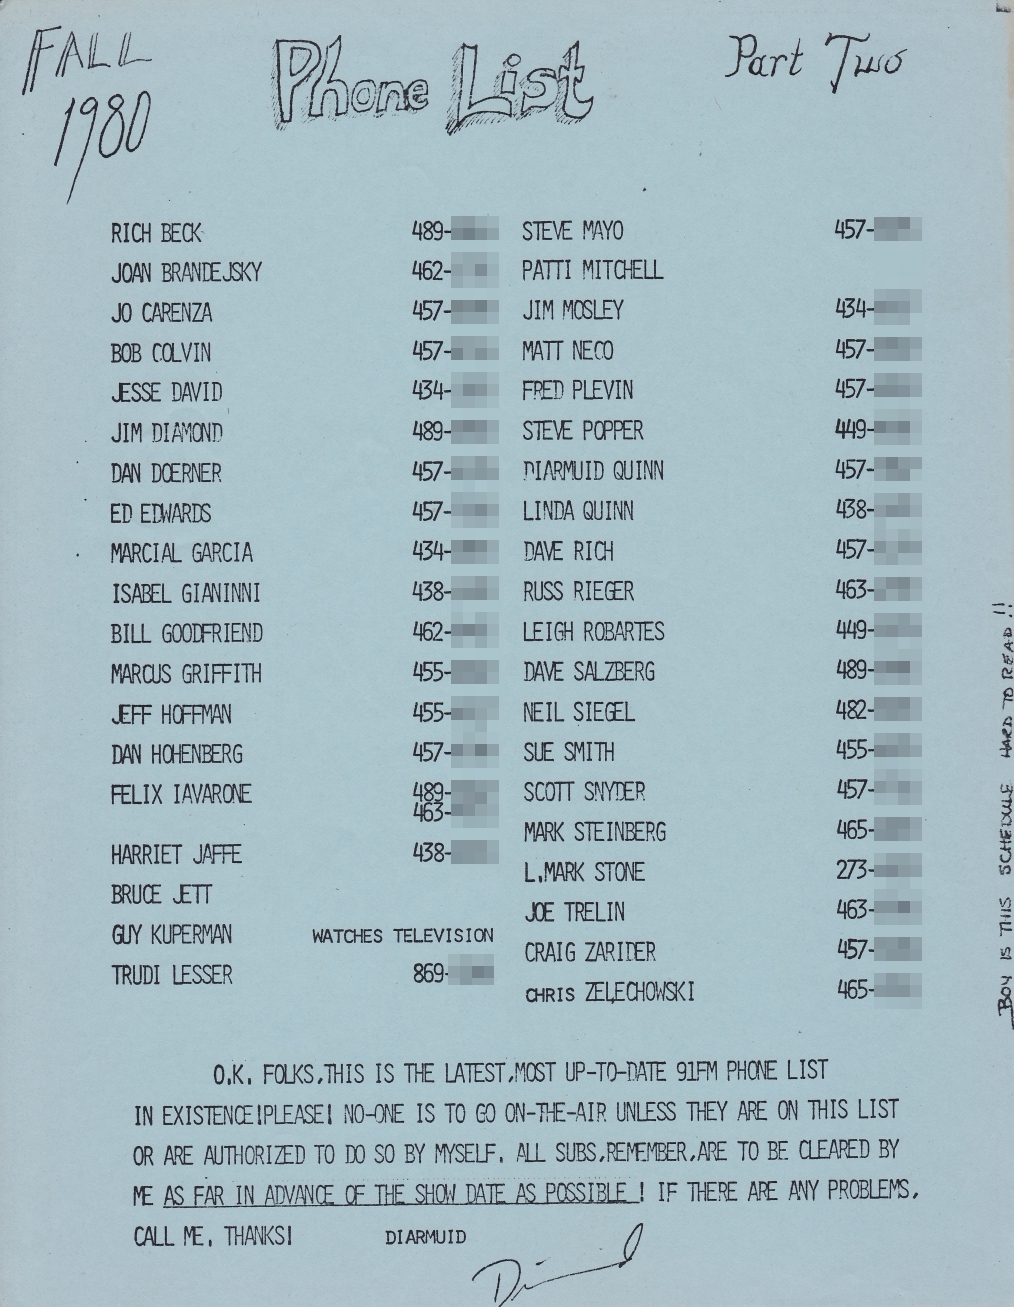 FALL
1980
Phone List
Part Two
RICH BECK 489-
JOAN BRANDEJSKY 462-
JO CARENZA 457-
BOB COLVIN 457-
JESSE DAVID 434-
JIM DIAMOND 489-
DAN DOERNER 457-
ED EDWARDS 457-
MARCIAL GARCIA 434-
ISABEL GIANINNI 438-
BILL GOODFRIEND 462-
MARCUS GRIFFITH 455-
JEFF HOFFMAN 455-
DAN HOHENBERG 457-
FELIX IAVARONE 489-
463-
HARRIET JAFFE 438-
BRUCE JETT
GUY KUPERMAN WATCHES TELEVISION
TRUDI LESSER 869-
STEVE MAYO 457-
PATTI MITCHELL
JIM MOSLEY 434-
MATT NECO 457-
FRED PLEVIN 457-
STEVE POPPER 449-
DIARMUID QUINN 457-
LINDA QUINN 438-
DAVE RICH 457-
RUSS RIEGER 463-
LEIGH ROBARTES 449-
DAVE SALZBERG 489-
NEIL SIEGEL 482-
SUE SMITH 455-
SCOTT SNYDER 457-
MARK STEINBERG 465-
L.MARK STONE 273-
JOE TRELIN 463-
CRAIG ZARIDER 457-
CHRIS ZELECHOWSKI 465-
O.K. FOLKS,THIS IS THE LATEST,MOST UP-TO-DATE 91FM PHONE LIST
IN EXISTENCE!PLEASE! NO-ONE IS TO GO ON-THE-AIR UNLESS THEY ARE ON THIS LIST
OR ARE AUTHORIZED TO DO SO BY MYSELF. ALL SUBS,REMEMBER,ARE TO BE CLEARED BY
ME AS FAR IN ADVANCE OF THE SHOW DATE AS POSSIBLE ! IF THERE ARE ANY PROBLEMS,
CALL ME. THANKS! DIARMUID
BOY IS THIS SCHEDULE HARD TO READ!!